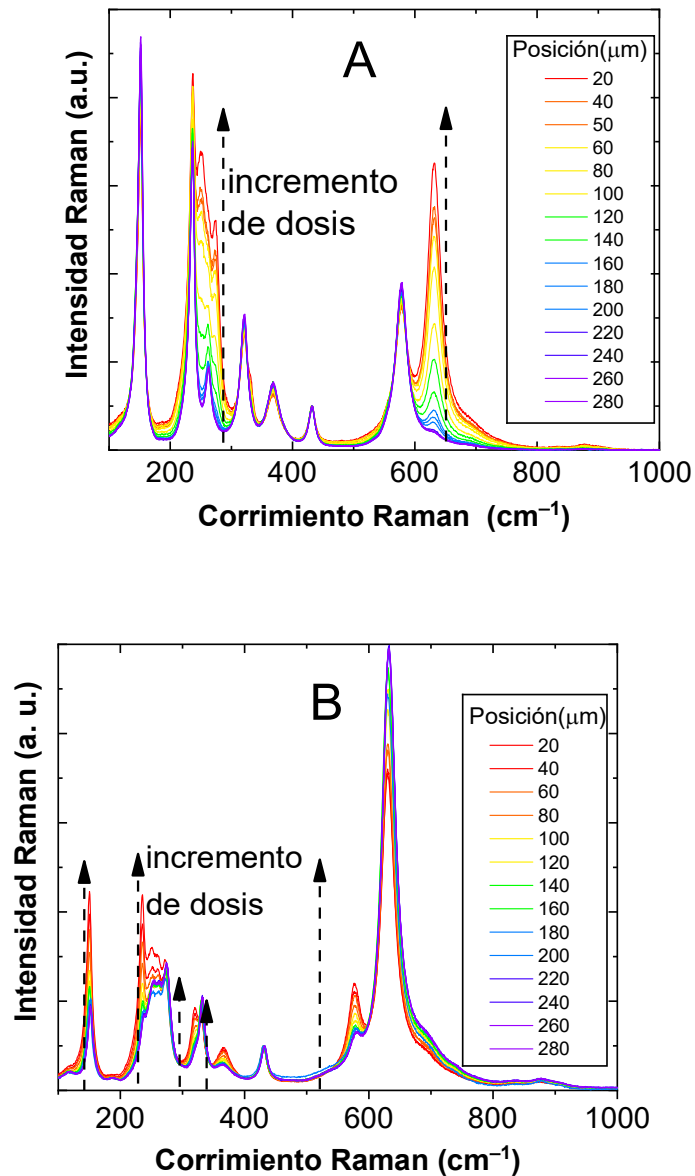 A
Posición(μm)
20
40
50
60
80
100
120
140
160
180
200
220
240
260
280
incremento
de dosis
Intensidad Raman (a.u.)
200 400 600 800 1000
Corrimiento Raman (cm⁻¹)
B
Posición(μm)
20
40
60
80
100
120
140
160
180
200
220
240
260
280
incremento
de dosis
Intensidad Raman (a. u.)
200 400 600 800 1000
Corrimiento Raman (cm⁻¹)